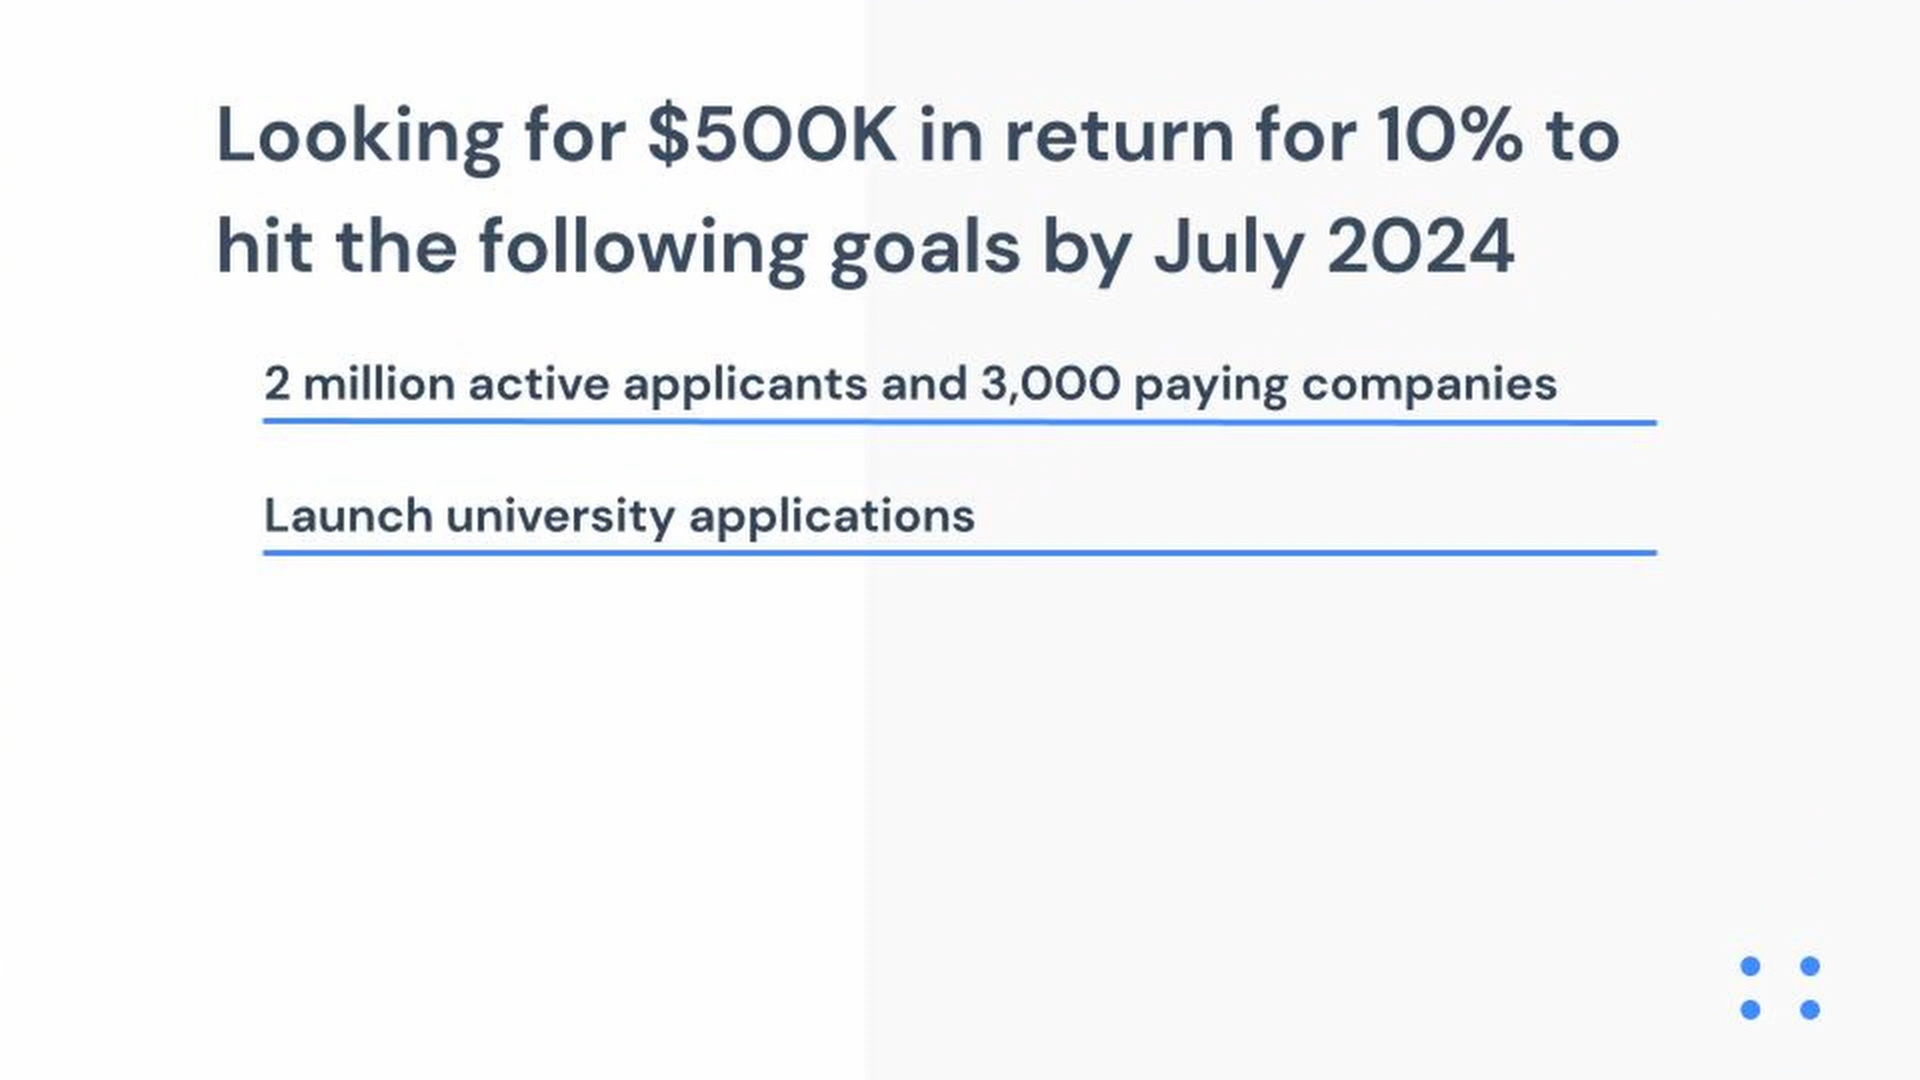 Looking for $500K in return for 10% to
hit the following goals by July 2024
2 million active applicants and 3,000 paying companies
Launch university applications